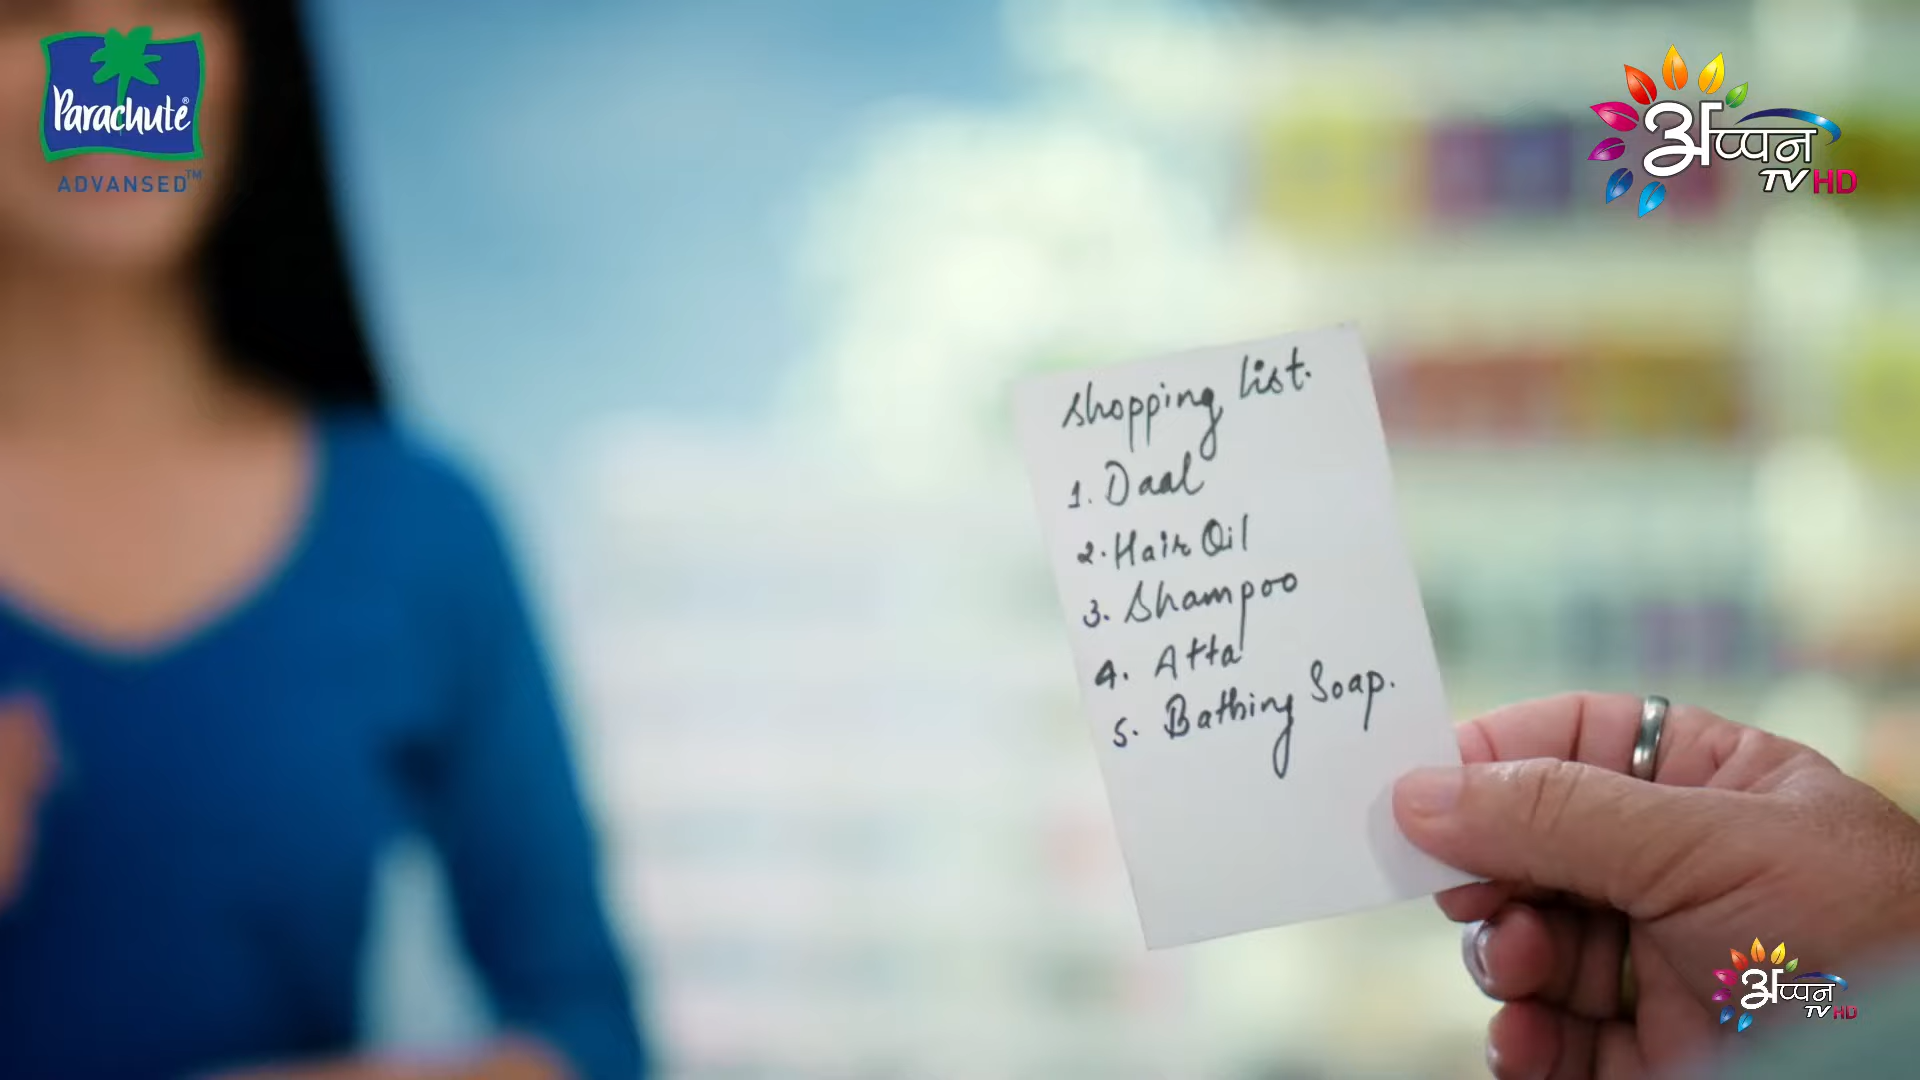 Parachute®
ADVANSED™
अप्पन
TV HD
Shopping list.
1. Daal
2. Hair Oil
3. Shampoo
4. Atta
5. Bathing Soap.
अप्पन
TV HD